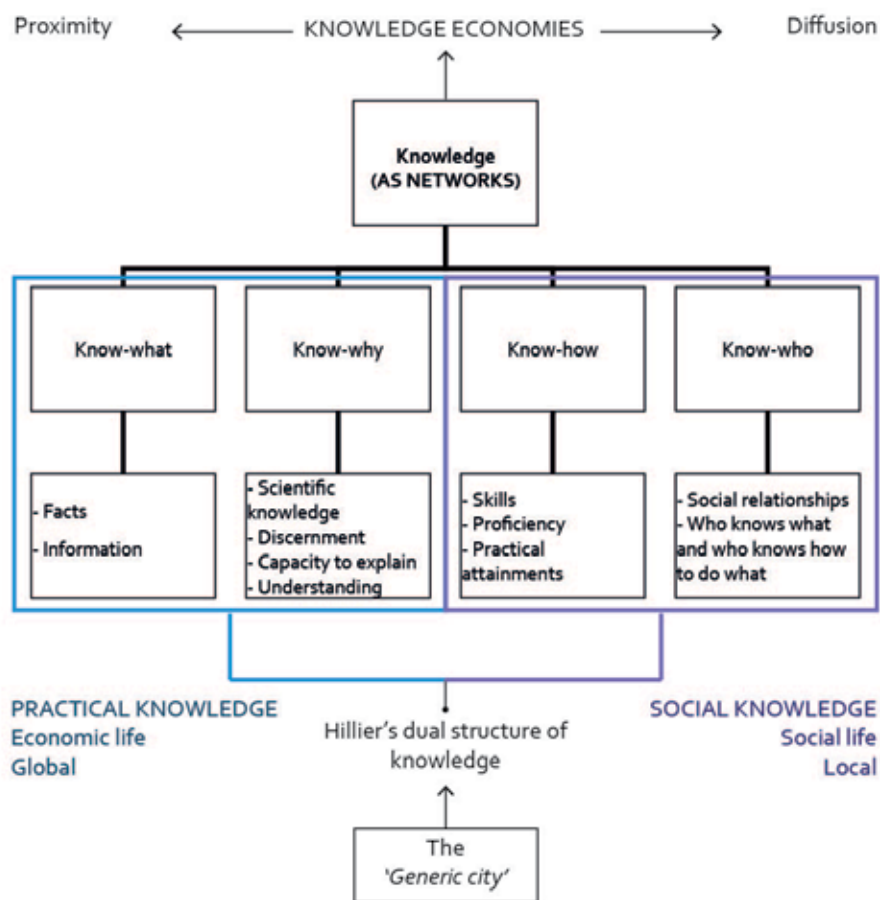 Proximity KNOWLEDGE ECONOMIES Diffusion
Knowledge
(AS NETWORKS)
Know-what
Know-why
Know-how
Know-who
- Facts
- Information
- Scientific
knowledge
- Discernment
- Capacity to explain
- Understanding
- Skills
- Proficiency
- Practical
attainments
- Social relationships
- Who knows what
and who knows how
to do what
PRACTICAL KNOWLEDGE
Economic life
Global
Hillier's dual structure of
knowledge
SOCIAL KNOWLEDGE
Social life
Local
The
'Generic city'